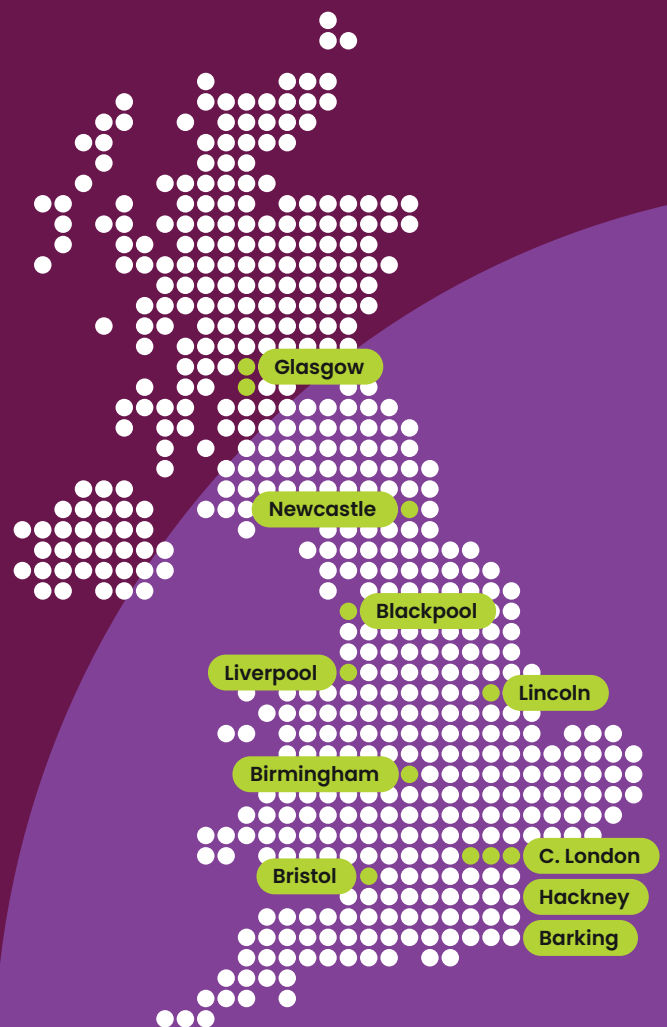 Glasgow
Newcastle
Blackpool
Liverpool
Lincoln
Birmingham
C. London
Bristol
Hackney
Barking